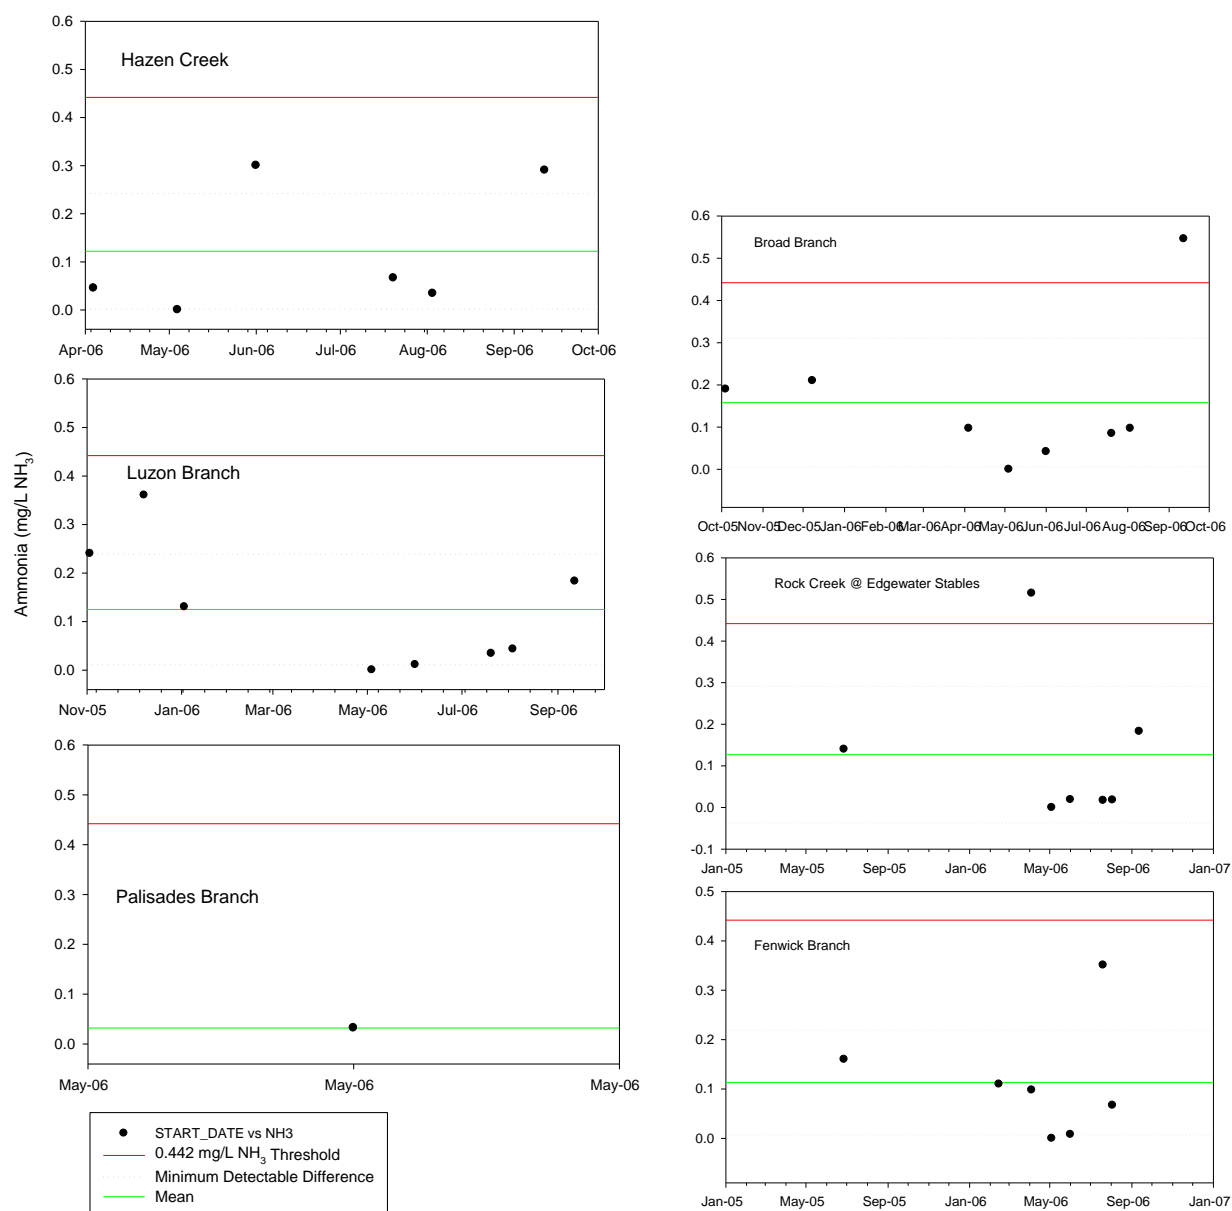 0.6
0.5
0.4
0.3
0.2
0.1
0.0
Hazen Creek
Apr-06 May-06 Jun-06 Jul-06 Aug-06 Sep-06 Oct-06
0.6
0.5
0.4
0.3
0.2
0.1
0.0
Luzon Branch
Nov-05 Jan-06 Mar-06 May-06 Jul-06 Sep-06
Ammonia (mg/L NH3)
0.6
0.5
0.4
0.3
0.2
0.1
0.0
Palisades Branch
May-06 May-06 May-06
START_DATE vs NH3
0.442 mg/L NH3 Threshold
Minimum Detectable Difference
Mean
0.6
0.5
0.4
0.3
0.2
0.1
0.0
Broad Branch
Oct-05 Nov-05 Dec-05 Jan-06 Feb-06 Mar-06 Apr-06 May-06 Jun-06 Jul-06 Aug-06 Sep-06 Oct-06
0.6
0.5
0.4
0.3
0.2
0.1
0.0
-0.1
Rock Creek @ Edgewater Stables
Jan-05 May-05 Sep-05 Jan-06 May-06 Sep-06 Jan-07
0.5
0.4
0.3
0.2
0.1
0.0
Fenwick Branch
Jan-05 May-05 Sep-05 Jan-06 May-06 Sep-06 Jan-07